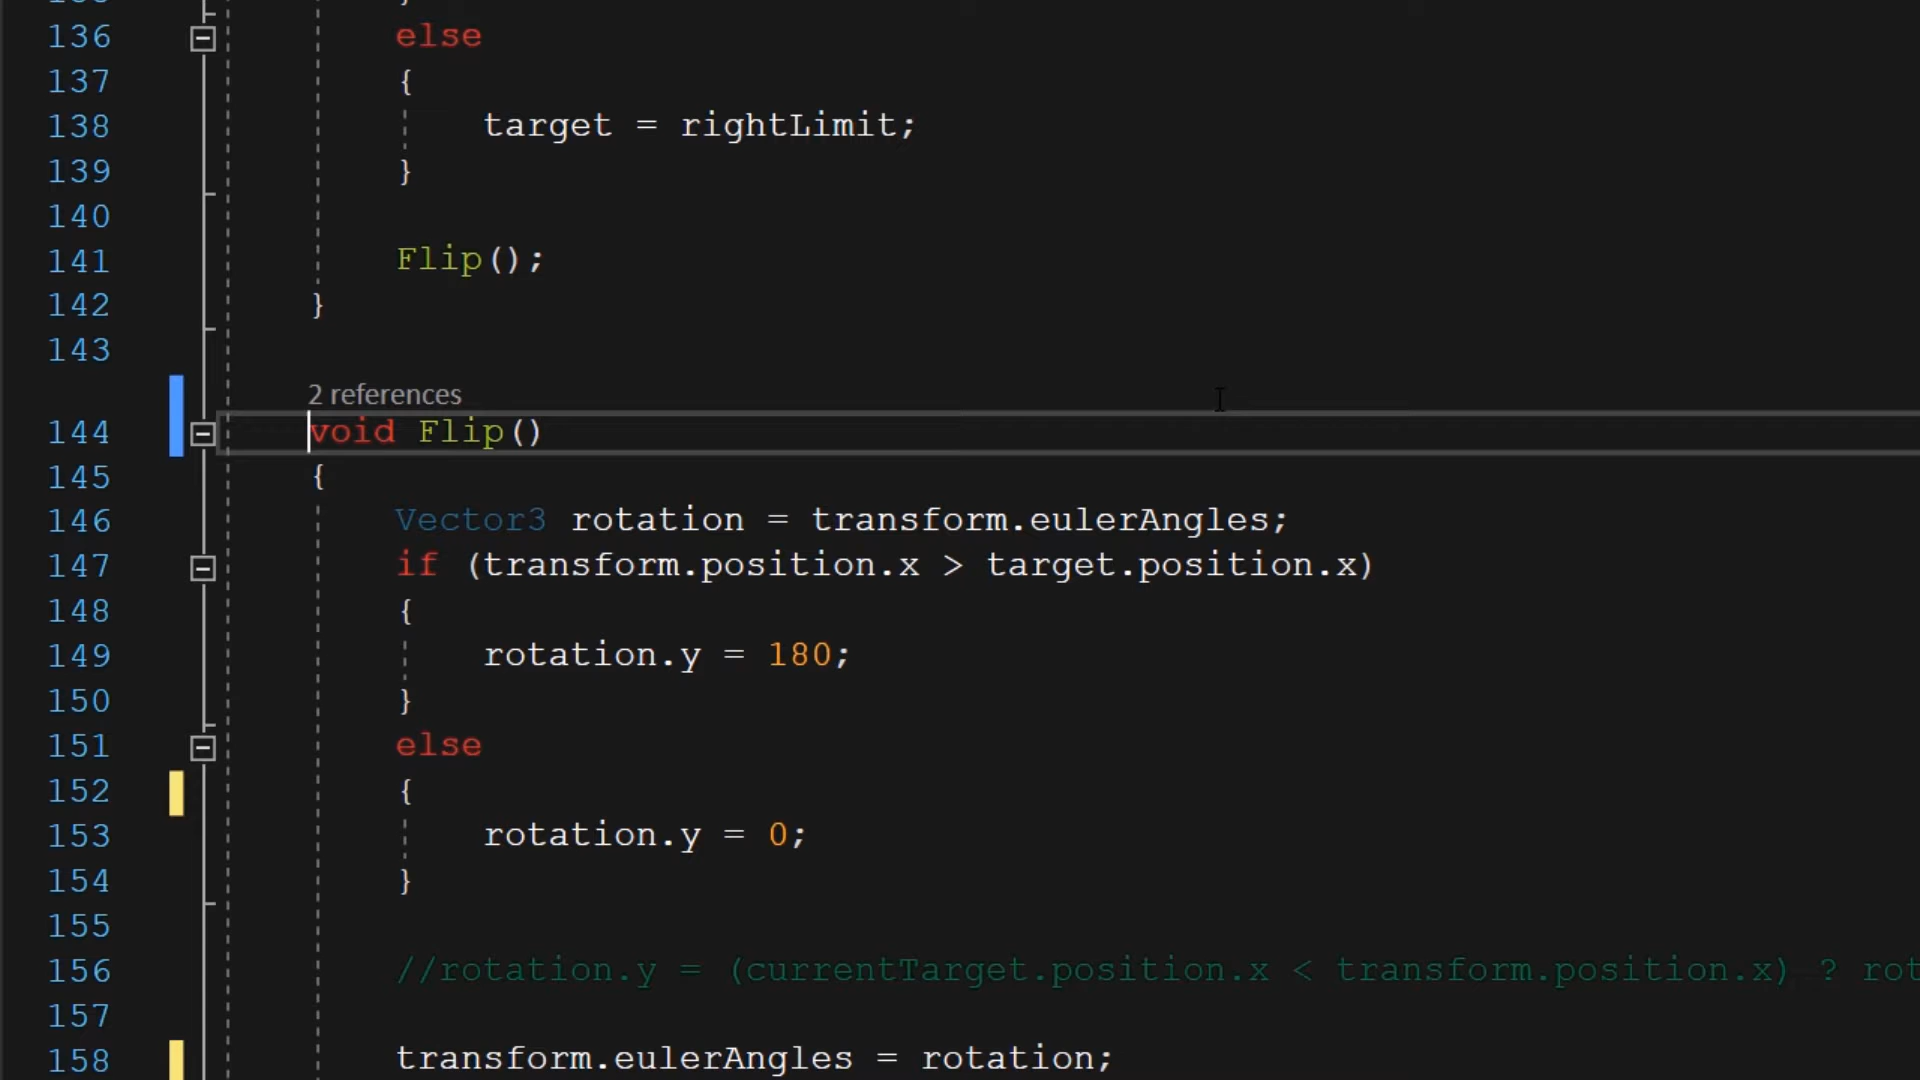 136 else
137 {
138 target = rightLimit;
139 }
140
141 Flip();
142 }
143
2 references
144 void Flip()
145 {
146 Vector3 rotation = transform.eulerAngles;
147 if (transform.position.x > target.position.x)
148 {
149 rotation.y = 180;
150 }
151 else
152 {
153 rotation.y = 0;
154 }
155
156 //rotation.y = (currentTarget.position.x < transform.position.x) ? rot
157
158 transform.eulerAngles = rotation;